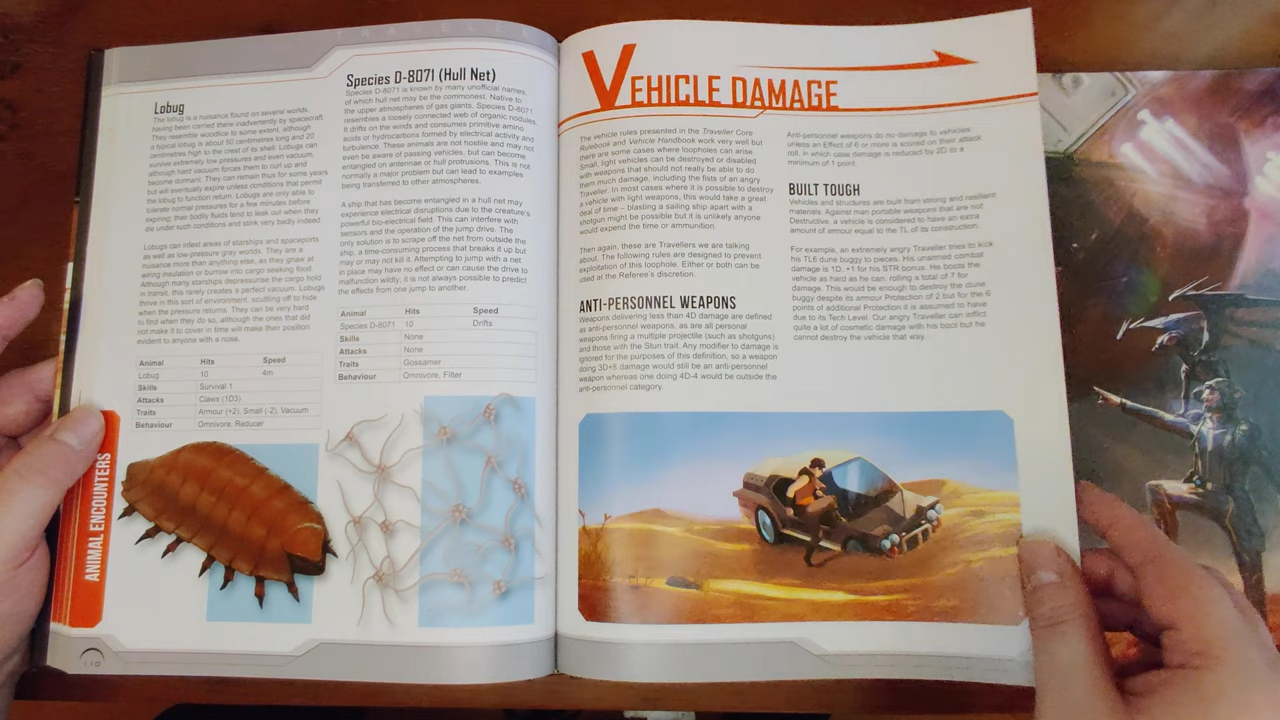 TRAVELLE
Lobug
The lobug is a nuisance found on several worlds,
having been carried there inadvertently by spacecraft.
They resemble woodlice to some extent, although
a typical lobug is about 50 centimetres long and 20
centimetres high to the crest of its shell. Lobugs can
survive extremely low pressures and even vacuum,
although hard vacuum forces them to curl up and
become dormant. They can remain thus for some years
but will eventually expire unless conditions that permit
the lobug to function return. Lobugs are only able to
tolerate normal pressures for a few minutes before
expiring; their bodily fluids tend to leak out when they
die under such conditions and stink very badly indeed.
Lobugs can infest areas of starships and spaceports
as well as low-pressure gray worlds. They are a
nuisance more than anything else, as they gnaw at
wiring insulation or burrow into cargo seeking food.
Although many starships depressurise the cargo hold
in transit, this rarely creates a perfect vacuum. Lobugs
thrive in this sort of environment, scuttling off to hide
when the pressure returns. They can be very hard
to find when they do so, although the ones that did
not make it to cover in time will make their position
evident to anyone with a nose.
Animal Hits Speed
Lobug 10 4m
Skills Survival 1
Attacks Claws (1D3)
Traits Armour (+2), Small (-2), Vacuum
Behaviour Omnivore, Reducer
Species D-8071 (Hull Net)
Species D-8071 is known by many unofficial names,
of which hull net may be the commonest. Native to
the upper atmospheres of gas giants, Species D-8071
resembles a loosely connected web of organic nodules.
It drifts on the winds and consumes primitive amino
acids or hydrocarbons formed by electrical activity and
turbulence. These animals are not hostile and may not
even be aware of passing vehicles, but can become
entangled on antennae or hull protrusions. This is not
normally a major problem but can lead to examples
being transferred to other atmospheres.
A ship that has become entangled in a hull net may
experience electrical disruptions due to the creature's
powerful bio-electrical field. This can interfere with
sensors and the operation of the jump drive. The
only solution is to scrape off the net from outside the
ship, a time-consuming process that breaks it up but
may or may not kill it. Attempting to jump with a net
in place may have no effect or can cause the drive to
malfunction wildly; it is not always possible to predict
the effects from one jump to another.
Animal Hits Speed
Species D-8071 10 Drifts
Skills None
Attacks None
Traits Gossamer
Behaviour Omnivore, Filter
ANIMAL ENCOUNTERS
110
VEHICLE DAMAGE
The vehicle rules presented in the Traveller Core
Rulebook and Vehicle Handbook work very well but
there are some cases where loopholes can arise.
Small, light vehicles can be destroyed or disabled
with weapons that should not really be able to do
them much damage, including the fists of an angry
Traveller. In most cases where it is possible to destroy
a vehicle with light weapons, this would take a great
deal of time – blasting a sailing ship apart with a
shotgun might be possible but it is unlikely anyone
would expend the time or ammunition.
Then again, these are Travellers we are talking
about. The following rules are designed to prevent
exploitation of this loophole. Either or both can be
used at the Referee's discretion.
ANTI-PERSONNEL WEAPONS
Weapons delivering less than 4D damage are defined
as anti-personnel weapons, as are all personal
weapons firing a multiple projectile (such as shotguns)
and those with the Stun trait. Any modifier to damage is
ignored for the purposes of this definition, so a weapon
doing 3D+8 damage would still be an anti-personnel
weapon whereas one doing 4D-4 would be outside the
anti-personnel category.
Anti-personnel weapons do no damage to vehicles
unless an Effect of 6 or more is scored on their attack
roll, in which case damage is reduced by 2D to a
minimum of 1 point.
BUILT TOUGH
Vehicles and structures are built from strong and resilient
materials. Against man portable weapons that are not
Destructive, a vehicle is considered to have an extra
amount of armour equal to the TL of its construction.
For example, an extremely angry Traveller tries to kick
his TL6 dune buggy to pieces. His unarmed combat
damage is 1D, +1 for his STR bonus. He boots the
vehicle as hard as he can, rolling a total of 7 for
damage. This would be enough to destroy the dune
buggy despite its armour Protection of 2 but for the 6
points of additional Protection it is assumed to have
due to its Tech Level. Our angry Traveller can inflict
quite a lot of cosmetic damage with his boot but he
cannot destroy the vehicle that way.